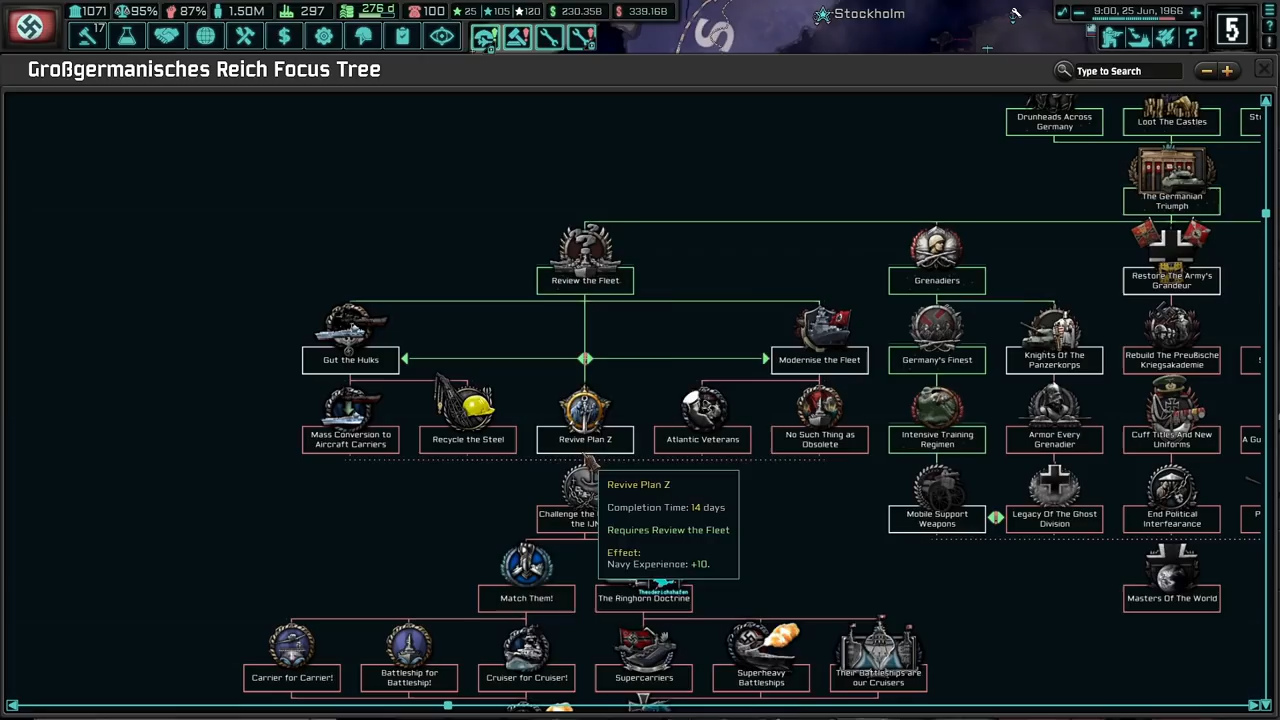 1071 95% 87% 1.50M 297 276 d 100 25 105 120 $ 230.358 $ 339.168
Stockholm
9:00, 25 Jun, 1966
5
17
Großgermanisches Reich Focus Tree
Type to Search
Drunheads Across
Germany
Loot The Castles
The Germanian
Triumph
Review the Fleet
Grenadiers
Restore The Army's
Grandeur
Gut the Hulks
Modernise the Fleet
Germany's Finest
Knights Of The
Panzerkorps
Rebuild The Preußische
Kriegsakademie
Mass Conversion to
Aircraft Carriers
Recycle the Steel
Revive Plan Z
Atlantic Veterans
No Such Thing as
Obsolete
Intensive Training
Regimen
Armor Every
Grenadier
Cuff Titles And New
Uniforms
Revive Plan Z
Completion Time: 14 days
Requires Review the Fleet
Effect:
Navy Experience: +10.
Challenge the
the IJN
Mobile Support
Weapons
Legacy Of The Ghost
Division
End Political
Interfearance
Match Them!
Theoderichshafen
The Ringhorn Doctrine
Masters Of The World
Carrier for Carrier!
Battleship for
Battleship!
Cruiser for Cruiser!
Supercarriers
Superheavy
Battleships
Their Battleships are
our Cruisers